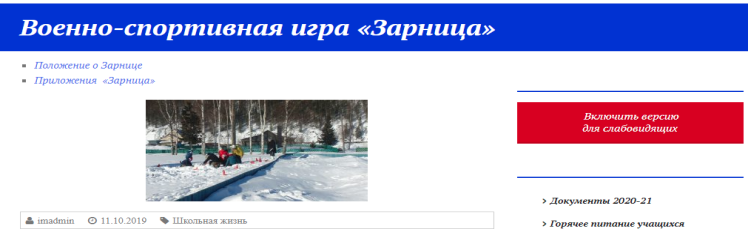 Военно-спортивная игра «Зарница»
Положение о Зарнице
Приложения «Зарница»
Включить версию
для слабовидящих
imadmin 11.10.2019 Школьная жизнь
> Документы 2020-21
> Горячее питание учащихся